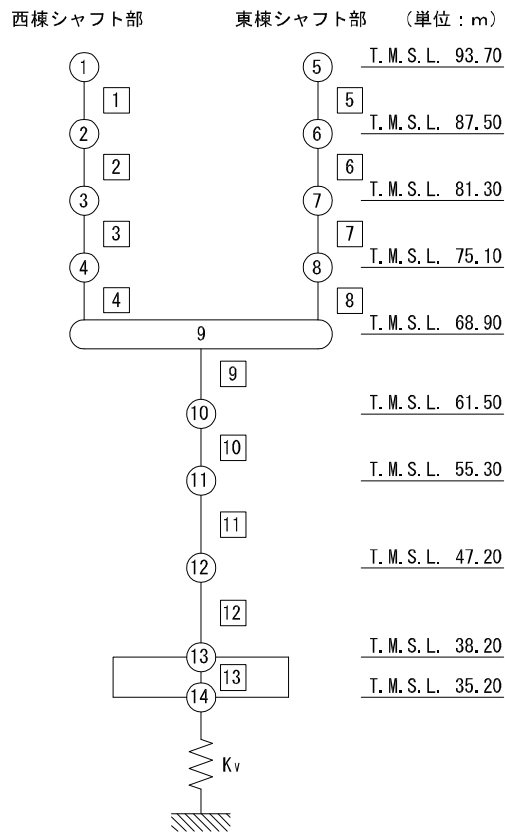 西棟シャフト部 東棟シャフト部 (単位：m)
1 5 T.M.S.L. 93.70
1 5
2 6 T.M.S.L. 87.50
2 6
3 7 T.M.S.L. 81.30
3 7
4 8 T.M.S.L. 75.10
4 8
9 T.M.S.L. 68.90
9
10 T.M.S.L. 61.50
10
11 T.M.S.L. 55.30
11
12 T.M.S.L. 47.20
12
13 T.M.S.L. 38.20
13
14 T.M.S.L. 35.20
Kv